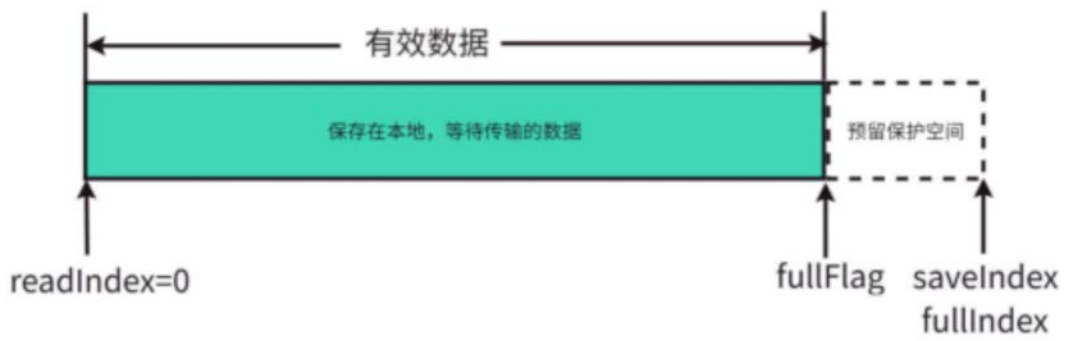 有效数据
保存在本地，等待传输的数据
预留保护空间
readIndex=0
fullFlag
saveIndex
fullIndex